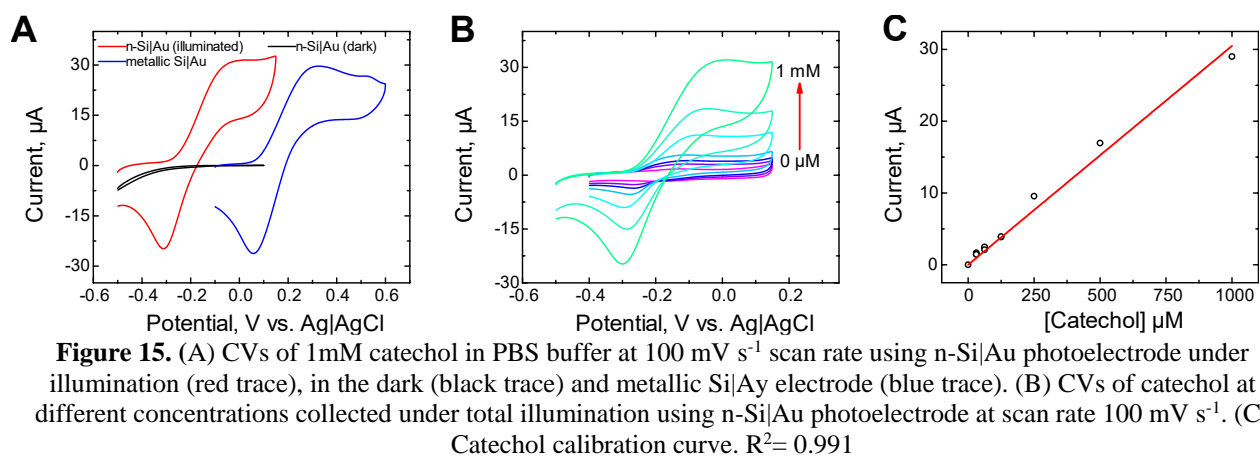 A
B
C
n-Si|Au (illuminated)
n-Si|Au (dark)
metallic Si|Au
30
15
0
-15
-30
Current, µA
-0.6 -0.4 -0.2 0.0 0.2 0.4 0.6
Potential, V vs. Ag|AgCl
45
30
15
0
-15
-30
Current, µA
1 mM
0 µM
-0.6 -0.4 -0.2 0.0 0.2
Potential, V vs. Ag|AgCl
30
20
10
0
Current, µA
0 250 500 750 1000
[Catechol] µM
Figure 15. (A) CVs of 1mM catechol in PBS buffer at 100 mV s-1 scan rate using n-Si|Au photoelectrode under
illumination (red trace), in the dark (black trace) and metallic Si|Ay electrode (blue trace). (B) CVs of catechol at
different concentrations collected under total illumination using n-Si|Au photoelectrode at scan rate 100 mV s-1. (C
Catechol calibration curve. R2= 0.991